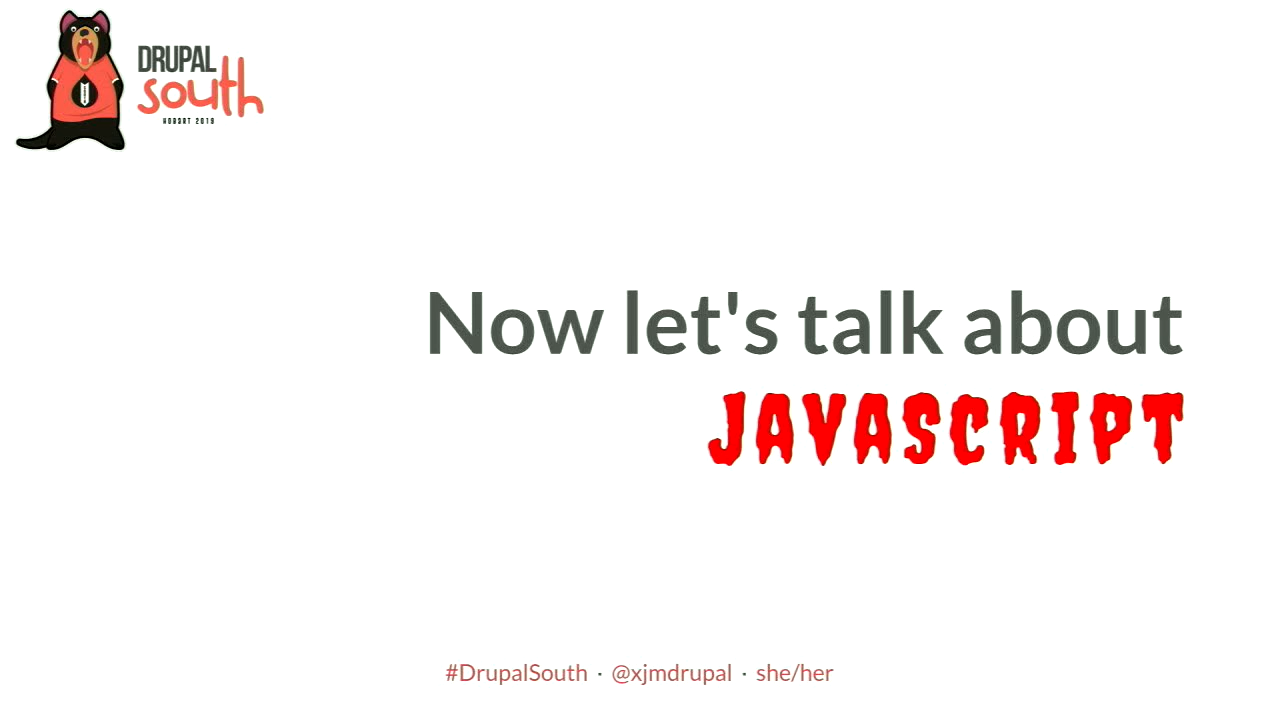 DRUPAL
south
HOBART 2019
Now let's talk about
JAVASCRIPT
#DrupalSouth · @xjmdrupal · she/her